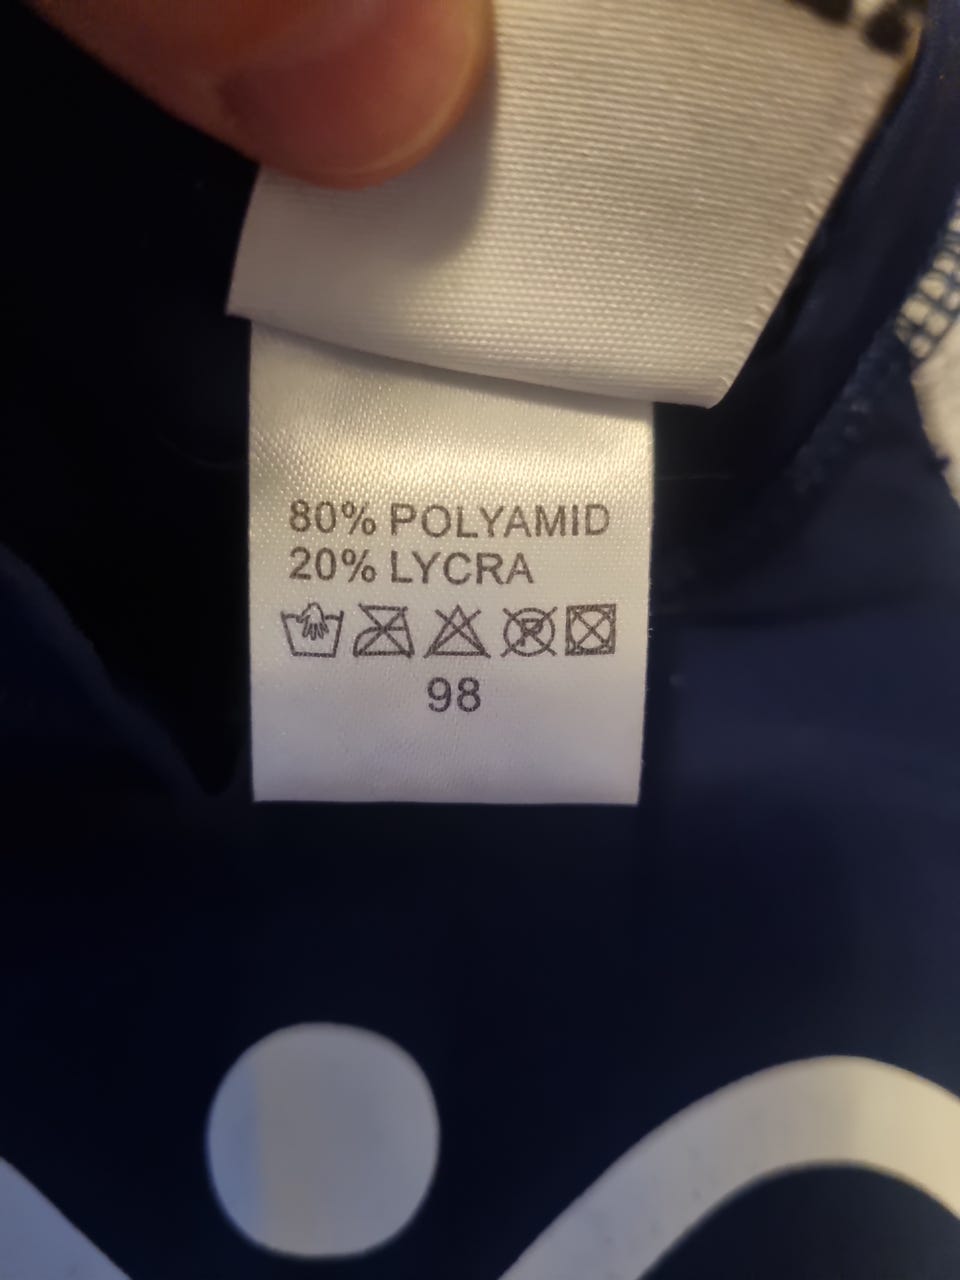 80% POLYAMID
20% LYCRA
P
98